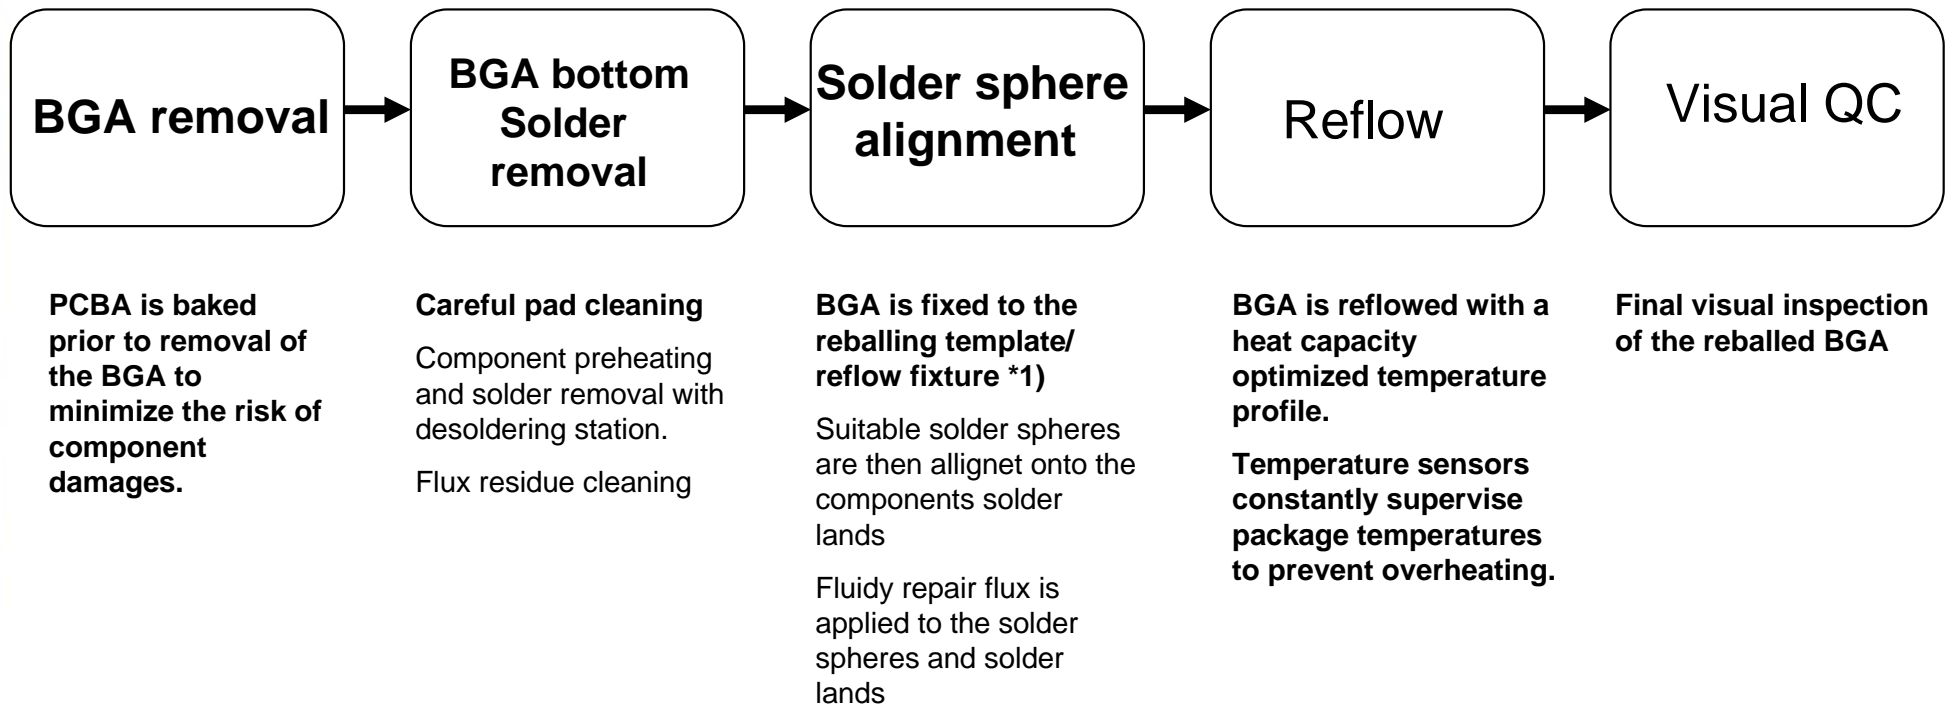 BGA removal
BGA bottom
Solder
removal
Solder sphere
alignment
Reflow
Visual QC
PCBA is baked
prior to removal of
the BGA to
minimize the risk of
component
damages.
Careful pad cleaning
Component preheating
and solder removal with
desoldering station.
Flux residue cleaning
BGA is fixed to the
reballing template/
reflow fixture *1)
Suitable solder spheres
are then allignet onto the
components solder
lands
Fluidy repair flux is
applied to the solder
spheres and solder
lands
BGA is reflowed with a
heat capacity
optimized temperature
profile.
Temperature sensors
constantly supervise
package temperatures
to prevent overheating.
Final visual inspection
of the reballed BGA